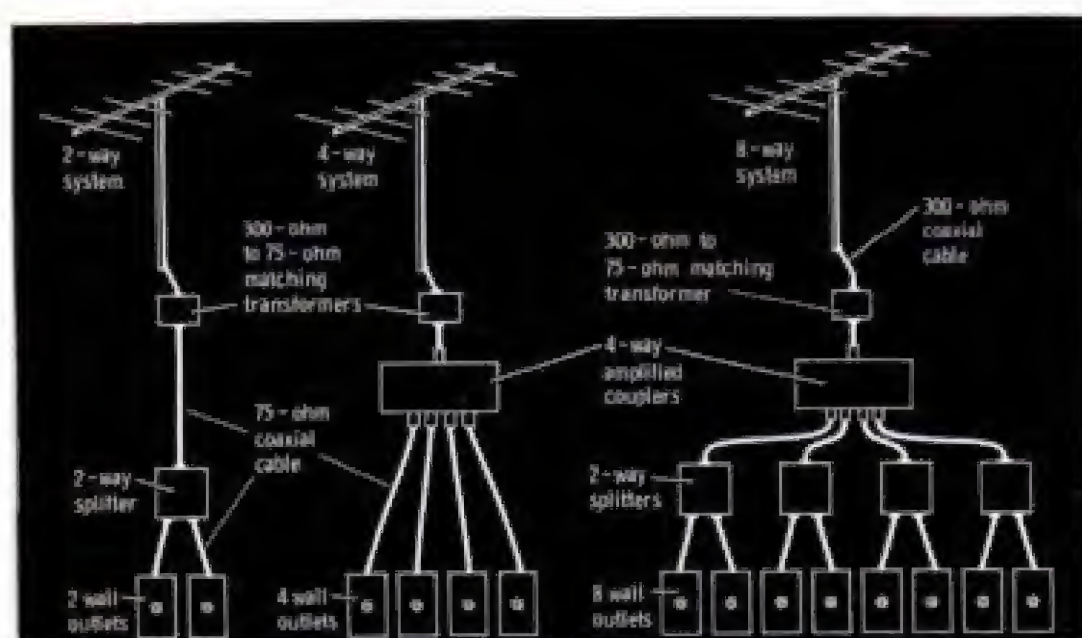 2-way
system
4-way
system
8-way
system
300-ohm
to 75-ohm
matching
transformers
300-ohm to
75-ohm matching
transformer
300-ohm
coaxial
cable
4-way
amplified
couplers
75-ohm
coaxial
cable
2-way
splitter
2-way
splitters
2 wall
outlets
4 wall
outlets
8 wall
outlets